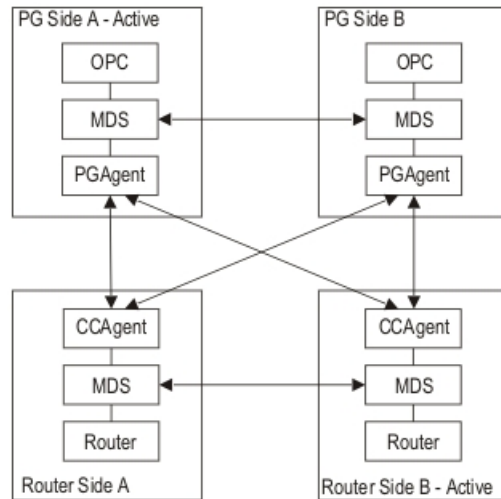 PG Side A - Active
OPC
MDS
PGAgent
PG Side B
OPC
MDS
PGAgent
CCAgent
MDS
Router
Router Side A
CCAgent
MDS
Router
Router Side B - Active